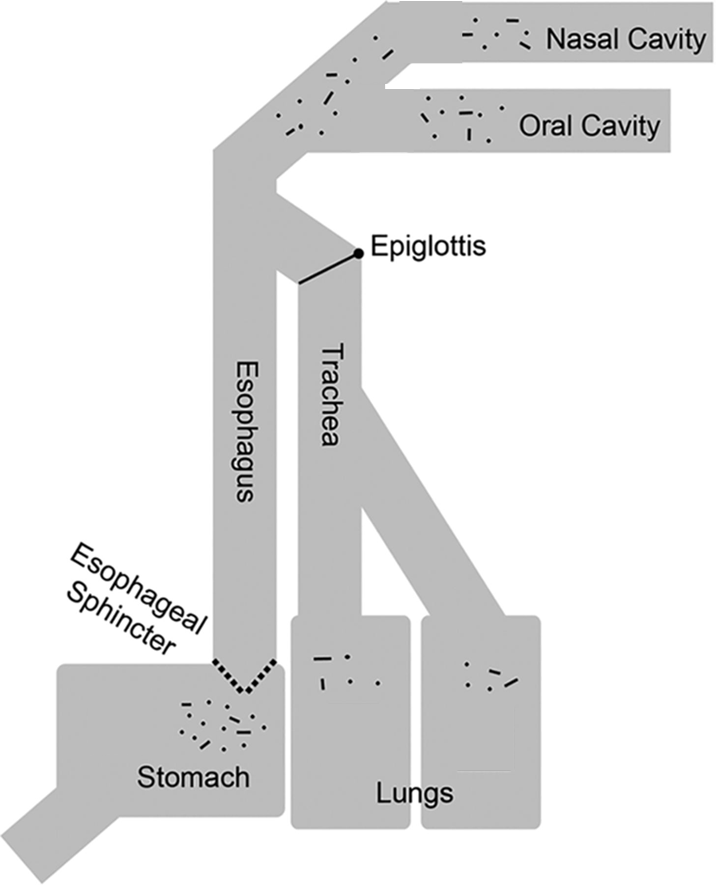 Nasal Cavity
Oral Cavity
Epiglottis
Esophagus
Trachea
Esophageal
Sphincter
Stomach
Lungs